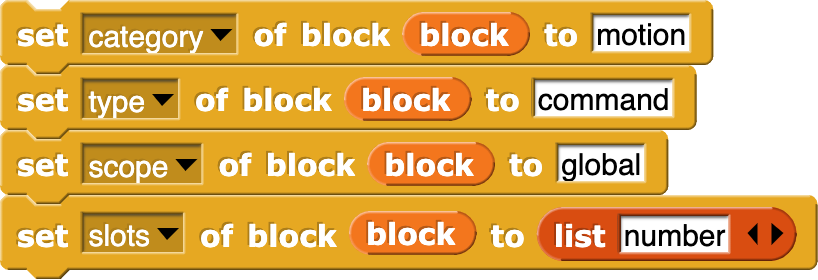 set category of block block to motion
set type of block block to command
set scope of block block to global
set slots of block block to list number